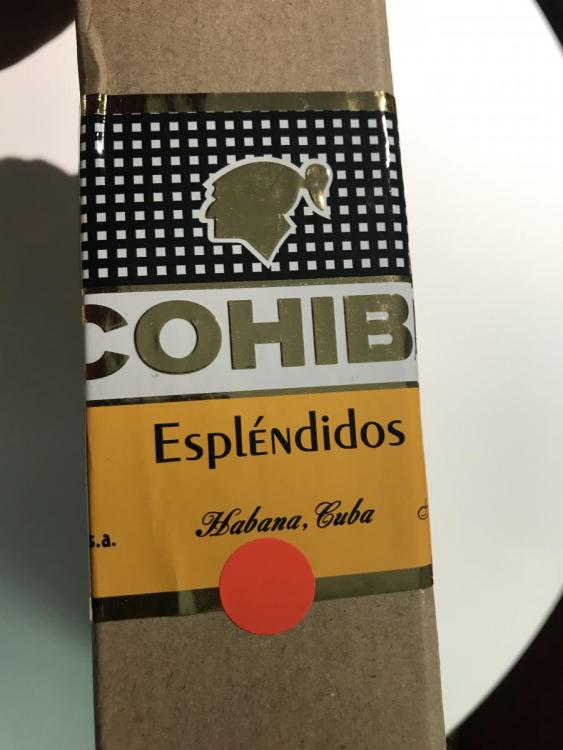 COHIB
EspléNdidos
s.a.
Habana, Cuba